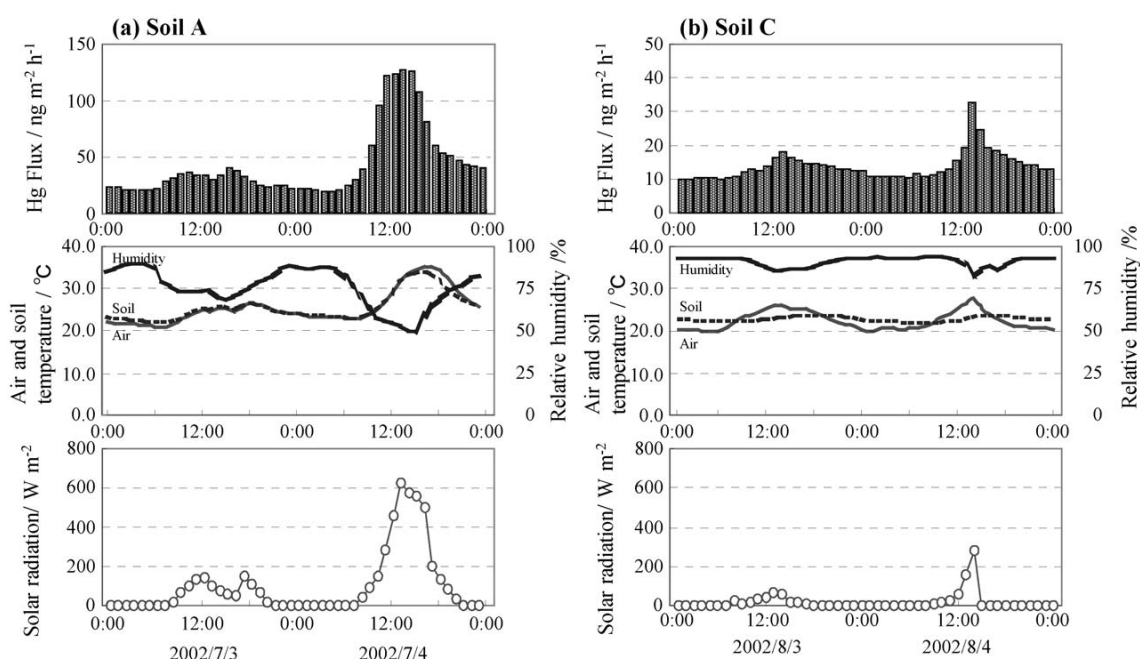 (a) Soil A
Hg Flux / ng m-2 h-1
150
100
50
0
0:00 12:00 0:00 12:00 0:00
Air and soil
temperature / ℃
40.0
30.0
20.0
10.0
0.0
Humidity
Soil
Air
100
75
50
25
0
Relative humidity /%
0:00 12:00 0:00 12:00 0:00
Solar radiation/ W m-2
800
600
400
200
0
0:00 12:00 0:00 12:00 0:00
2002/7/3 2002/7/4
(b) Soil C
Hg Flux / ng m-2 h-1
50
40
30
20
10
0
0:00 12:00 0:00 12:00 0:00
Air and soil
temperature / ℃
40.0
30.0
20.0
10.0
0.0
Humidity
Soil
Air
100
75
50
25
0
Relative humidity /%
0:00 12:00 0:00 12:00 0:00
Solar radiation/ W m-2
800
600
400
200
0
0:00 12:00 0:00 12:00 0:00
2002/8/3 2002/8/4